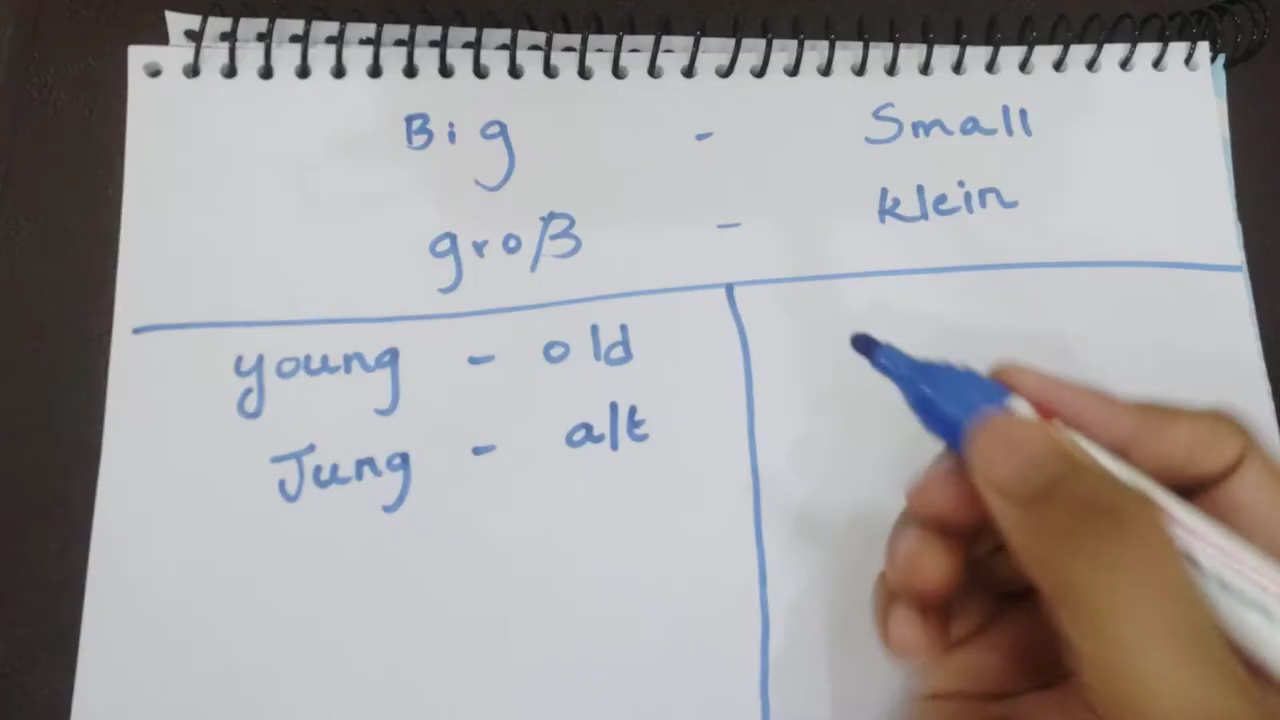 Big - Small
groß - klein
young - old
Jung - alt